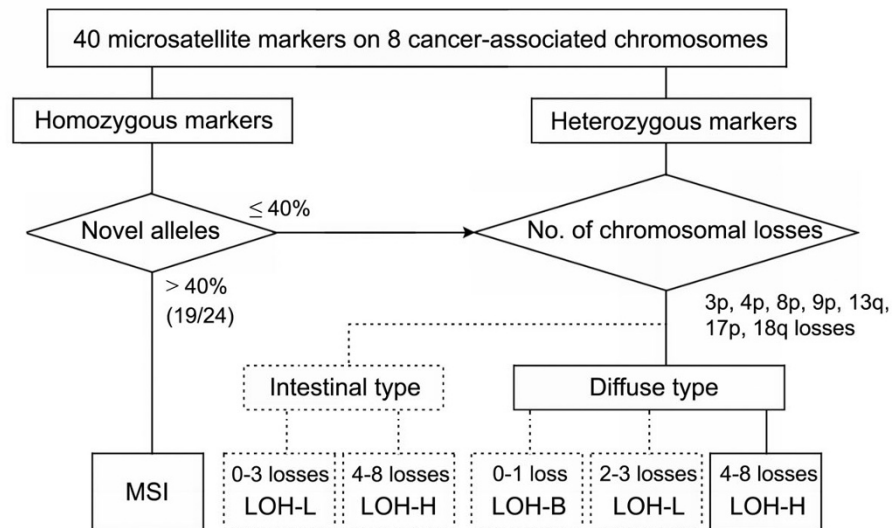 40 microsatellite markers on 8 cancer-associated chromosomes
Homozygous markers
Heterozygous markers
Novel alleles
≤ 40%
No. of chromosomal losses
> 40%
(19/24)
3p, 4p, 8p, 9p, 13q,
17p, 18q losses
Intestinal type
Diffuse type
MSI
0-3 losses
LOH-L
4-8 losses
LOH-H
0-1 loss
LOH-B
2-3 losses
LOH-L
4-8 losses
LOH-H